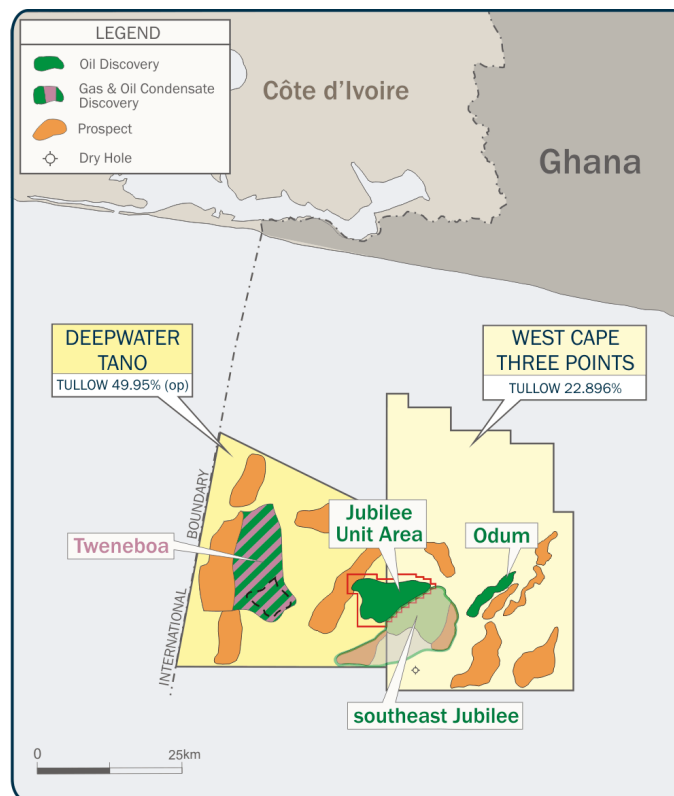 LEGEND
Oil Discovery
Gas & Oil Condensate
Discovery
Prospect
Dry Hole
Côte d'Ivoire
Ghana
DEEPWATER
TANO
TULLOW 49.95% (op)
WEST CAPE
THREE POINTS
TULLOW 22.896%
INTERNATIONAL BOUNDARY
Tweneboa
Jubilee
Unit Area
Odum
southeast Jubilee
0 25km